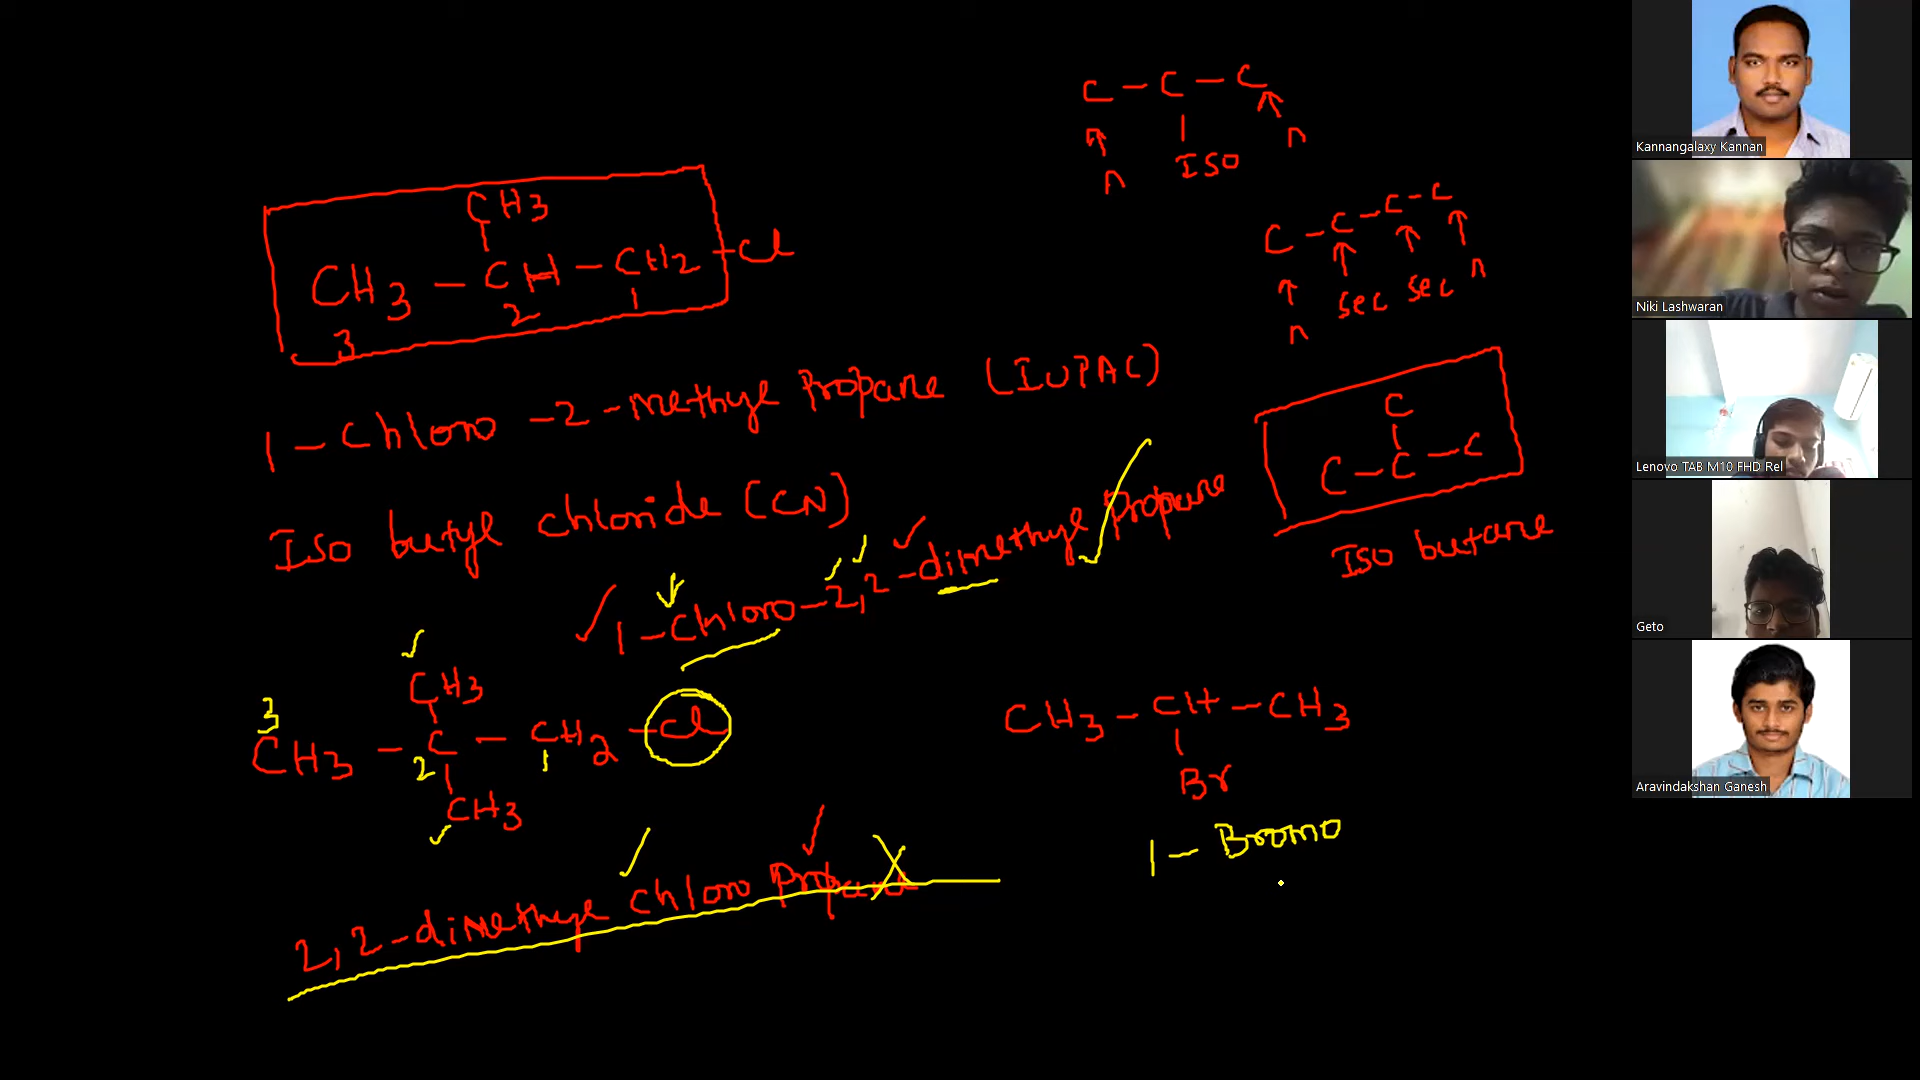 C – C – C
n ISO n
C – C – C – C
n sec sec n
CH3
CH3 – CH – CH2 – Cl
3 2 1
1 – Chloro – 2 – methyl Propane (IUPAC)
Iso butyl chloride (CN)
C
C – C – C
Iso butane
1 – Chloro – 2,2 – dimethyl Propane
CH3
3
CH3 – C – CH2 – Cl
2 1
CH3
2,2 – dimethyl chloro Propane
CH3 – CH – CH3
Br
1 – Bromo
Kannangalaxy Kannan
Niki Lashwaran
Lenovo TAB M10 FHD Rel
Geto
Aravindakshan Ganesh